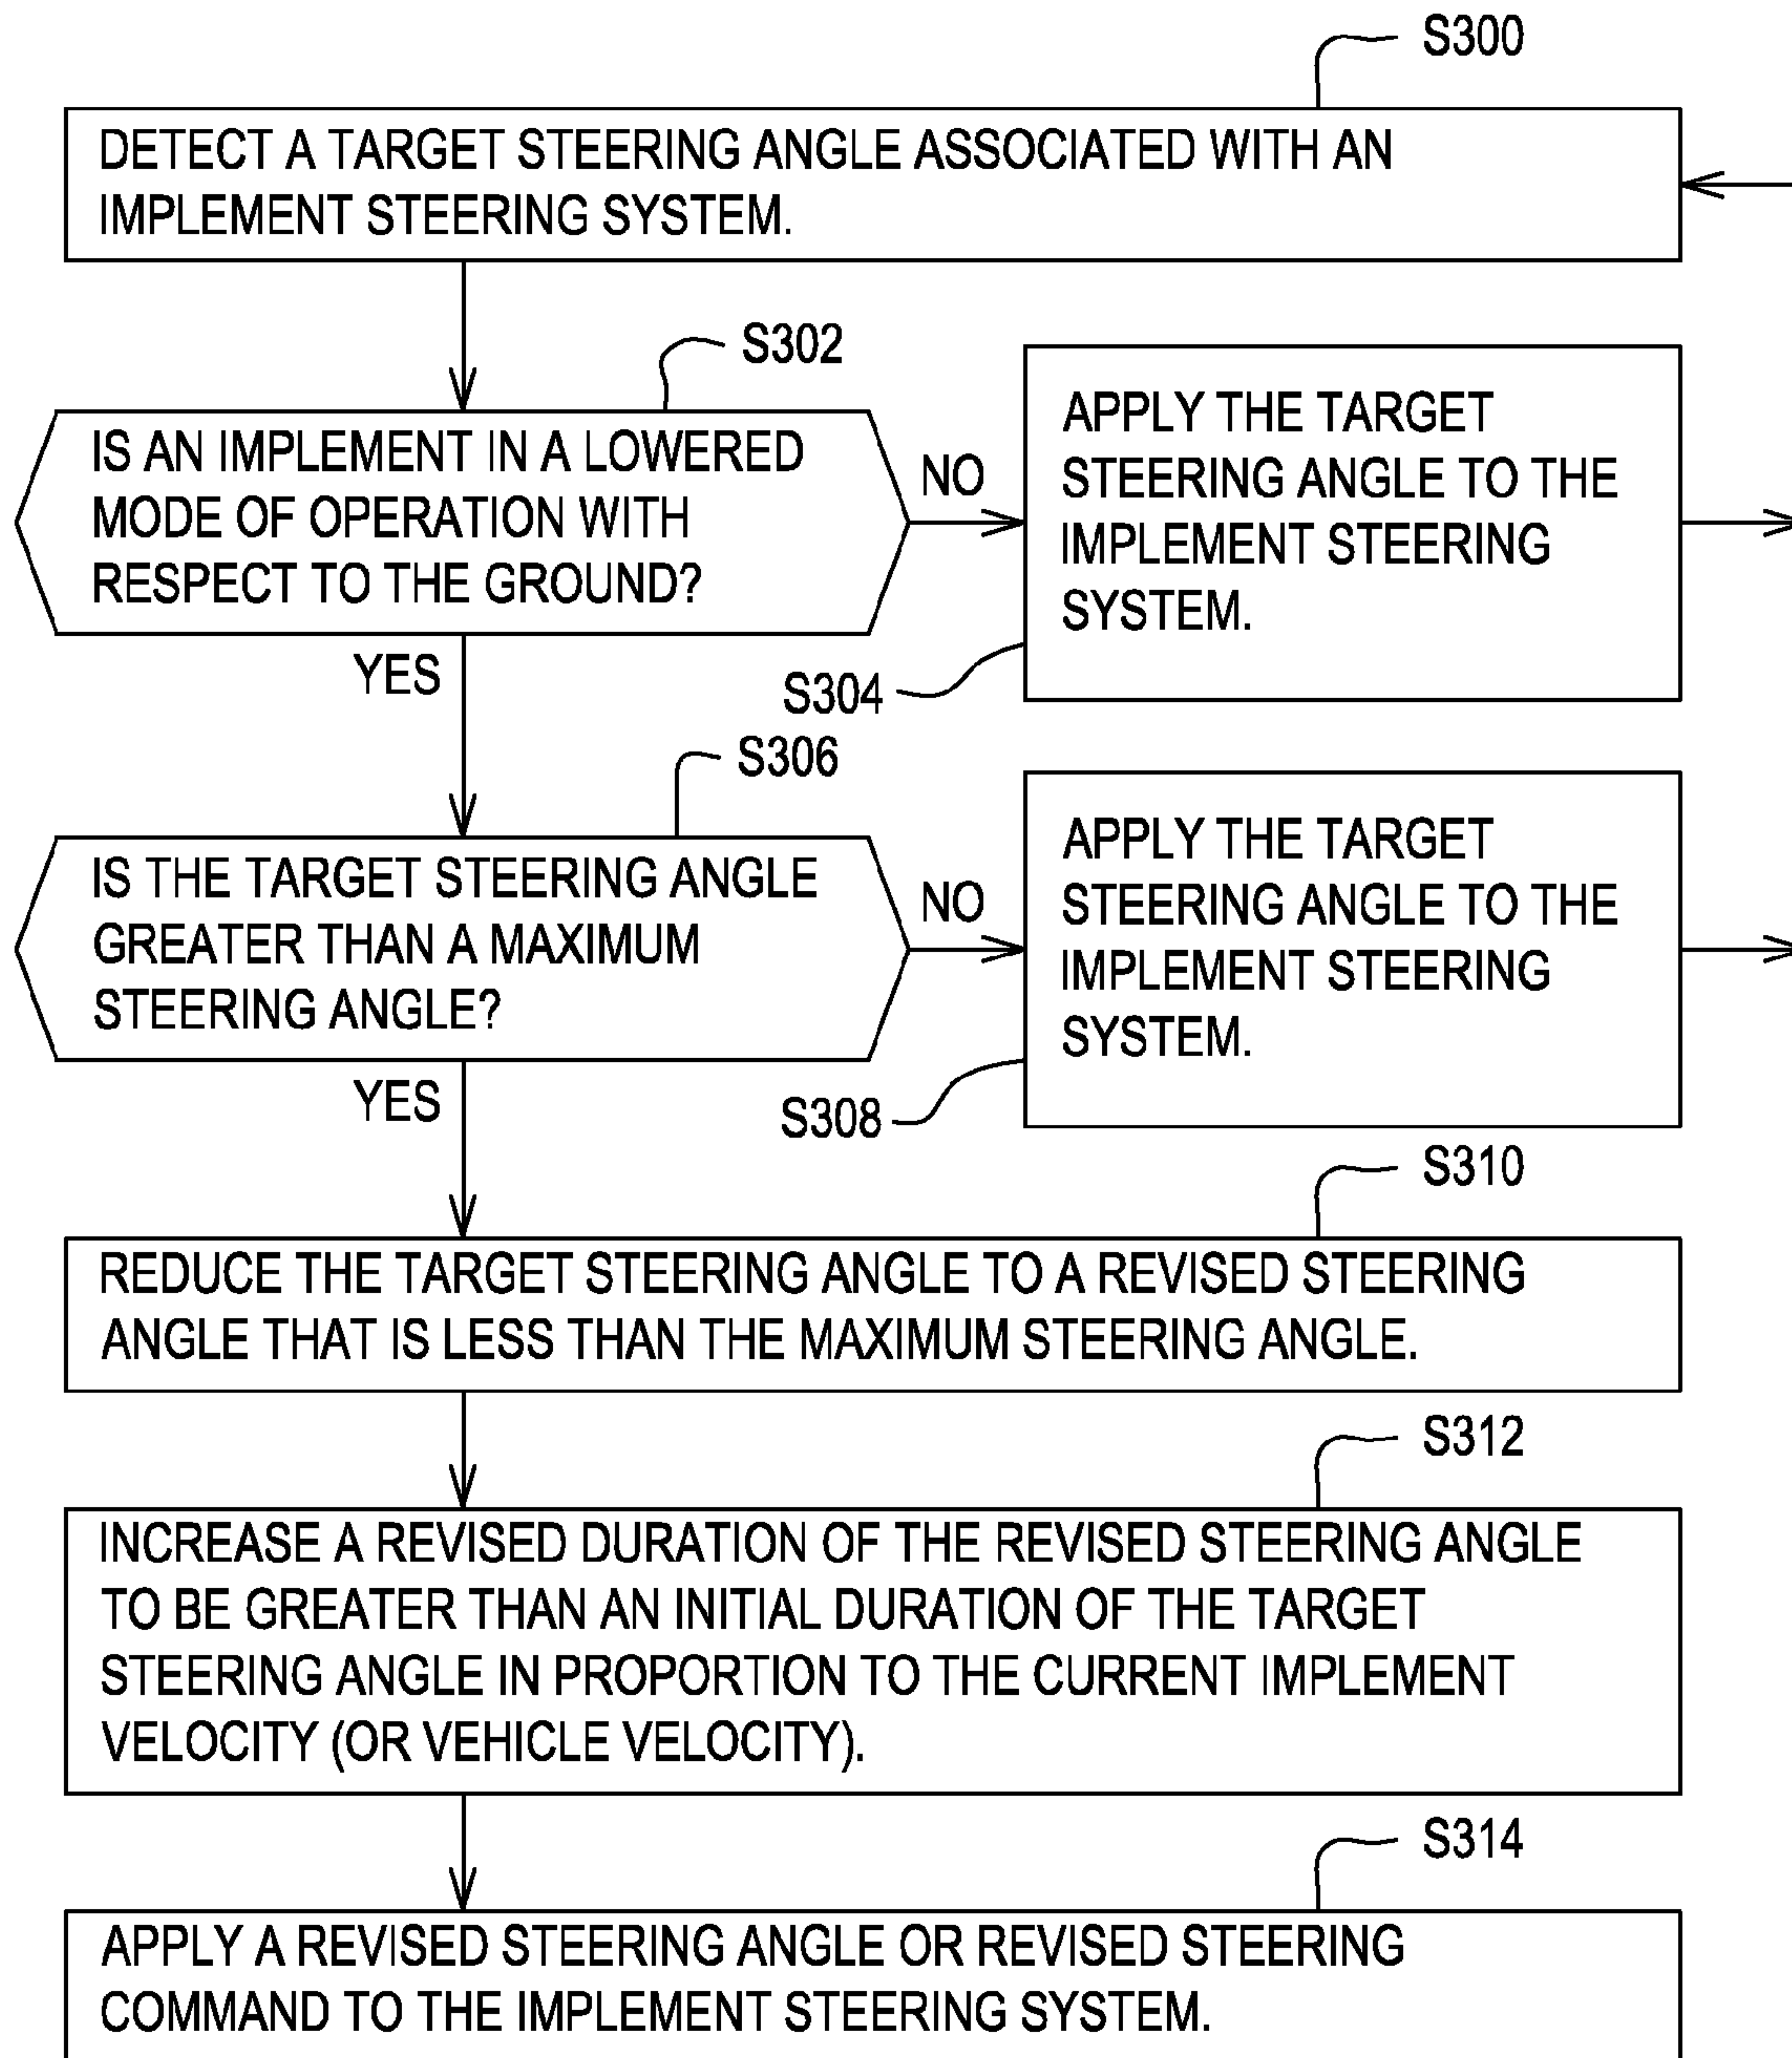 S300
DETECT A TARGET STEERING ANGLE ASSOCIATED WITH AN
IMPLEMENT STEERING SYSTEM.
S302
IS AN IMPLEMENT IN A LOWERED
MODE OF OPERATION WITH
RESPECT TO THE GROUND?
NO
APPLY THE TARGET
STEERING ANGLE TO THE
IMPLEMENT STEERING
SYSTEM.
S304
YES
S306
IS THE TARGET STEERING ANGLE
GREATER THAN A MAXIMUM
STEERING ANGLE?
NO
APPLY THE TARGET
STEERING ANGLE TO THE
IMPLEMENT STEERING
SYSTEM.
S308
YES
S310
REDUCE THE TARGET STEERING ANGLE TO A REVISED STEERING
ANGLE THAT IS LESS THAN THE MAXIMUM STEERING ANGLE.
S312
INCREASE A REVISED DURATION OF THE REVISED STEERING ANGLE
TO BE GREATER THAN AN INITIAL DURATION OF THE TARGET
STEERING ANGLE IN PROPORTION TO THE CURRENT IMPLEMENT
VELOCITY (OR VEHICLE VELOCITY).
S314
APPLY A REVISED STEERING ANGLE OR REVISED STEERING
COMMAND TO THE IMPLEMENT STEERING SYSTEM.